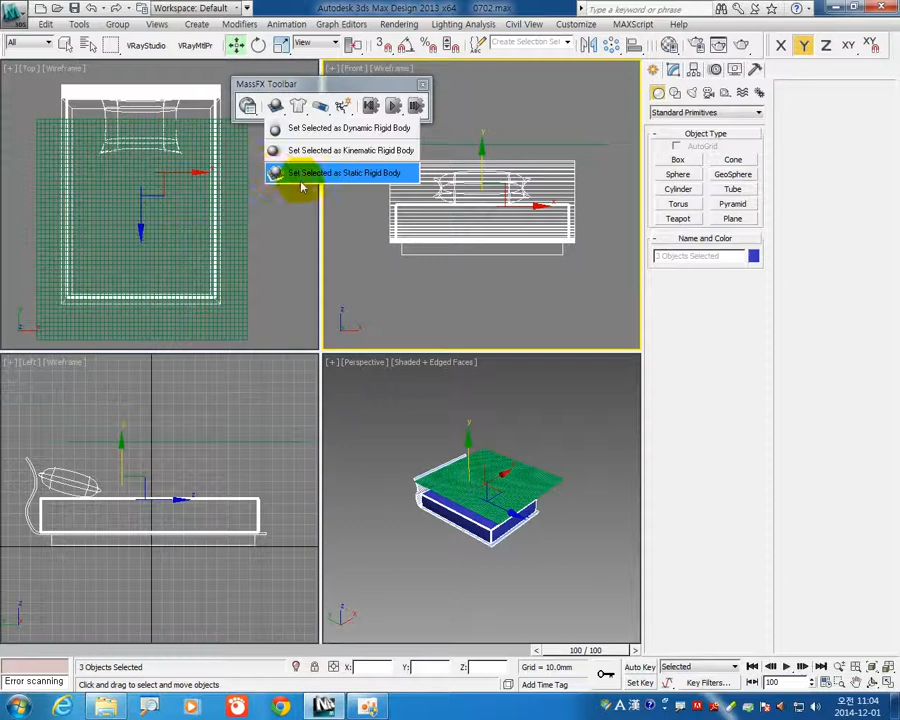 Workspace: Default
Autodesk 3ds Max Design 2013 x64
0702.max
Type a keyword or phrase
3DS
Edit Tools Group Views Create Modifiers Animation Graph Editors Rendering Lighting Analysis Civil View Customize MAXScript Help
All
VRayStudio
VRayMtlPr
View
3
Create Selection Se
X Y Z XY
[+] [Top] [Wireframe]
[+] [Front] [Wireframe]
MassFX Toolbar
Set Selected as Dynamic Rigid Body
Set Selected as Kinematic Rigid Body
Set Selected as Static Rigid Body
Standard Primitives
Object Type
AutoGrid
Box Cone
Sphere GeoSphere
Cylinder Tube
Torus Pyramid
Teapot Plane
Name and Color
3 Objects Selected
[+] [Left] [Wireframe]
[+] [Perspective] [Shaded + Edged Faces]
100 / 100
3 Objects Selected
X: Y: Z:
Grid = 10.0mm
Auto Key
Selected
Error scanning
Click and drag to select and move objects
Add Time Tag
Set Key
Key Filters...
100
오전 11:04
2014-12-01